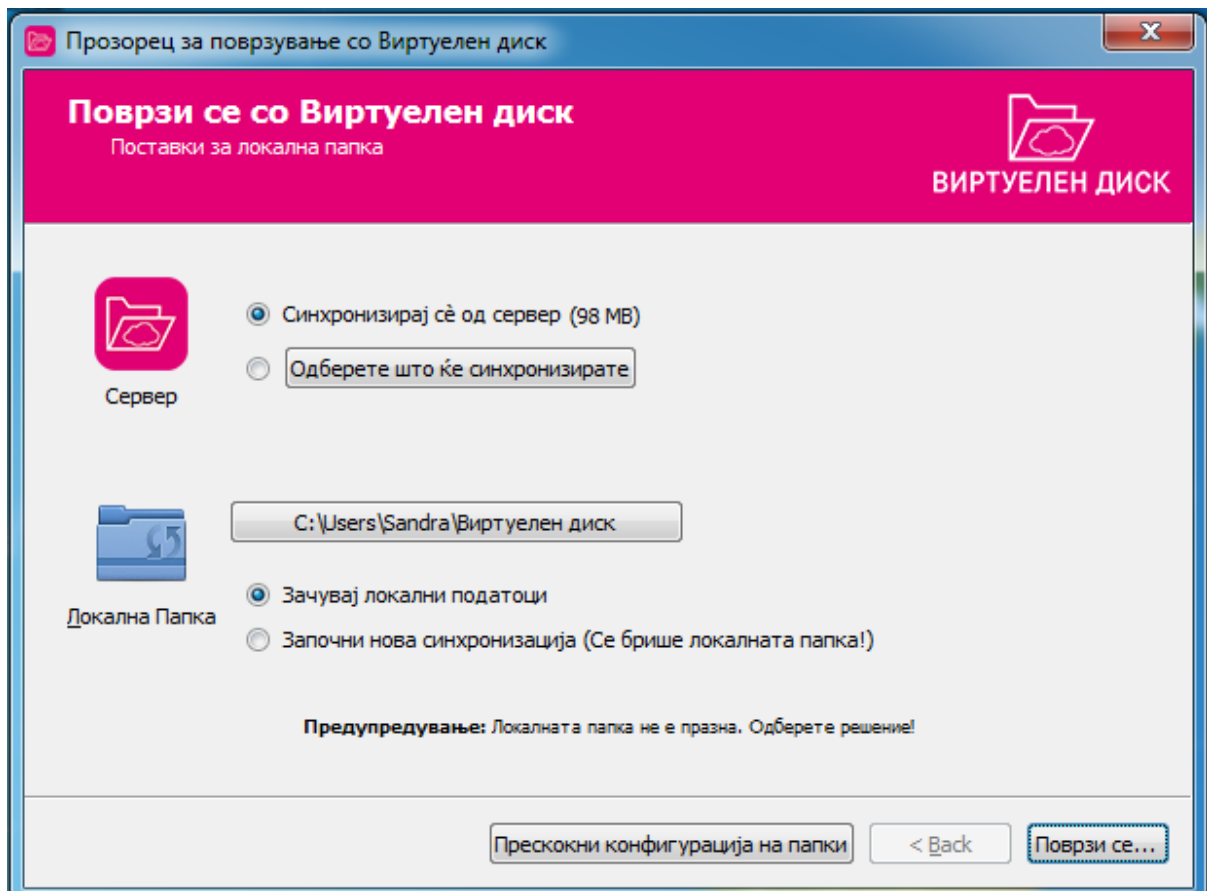 Прозорец за поврзување со Виртуелен диск
Поврзи се со Виртуелен диск
Поставки за локална папка
ВИРТУЕЛЕН ДИСК
Синхронизирај сѐ од сервер (98 MB)
Одберете што ќе синхронизирате
Сервер
C:\Users\Sandra\Виртуелен диск
Зачувај локални податоци
Локална Папка
Започни нова синхронизација (Се брише локалната папка!)
Предупредување: Локалната папка не е празна. Одберете решение!
Прескокни конфигурација на папки
< Back
Поврзи се...